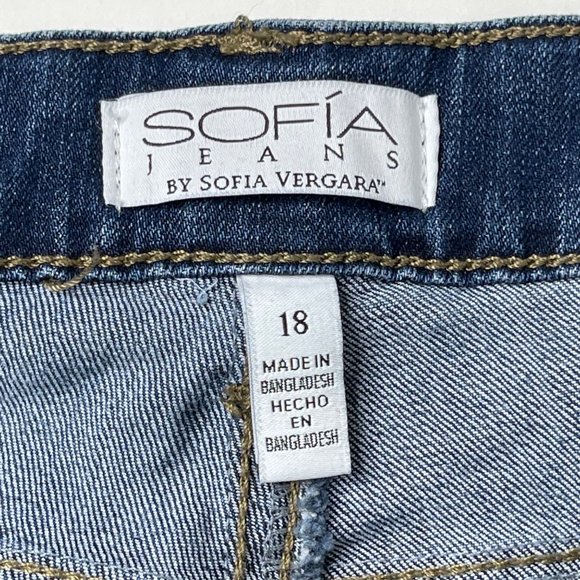 SOFÍA
JEANS
BY SOFIA VERGARA™
18
MADE IN
BANGLADESH
HECHO
EN
BANGLADESH